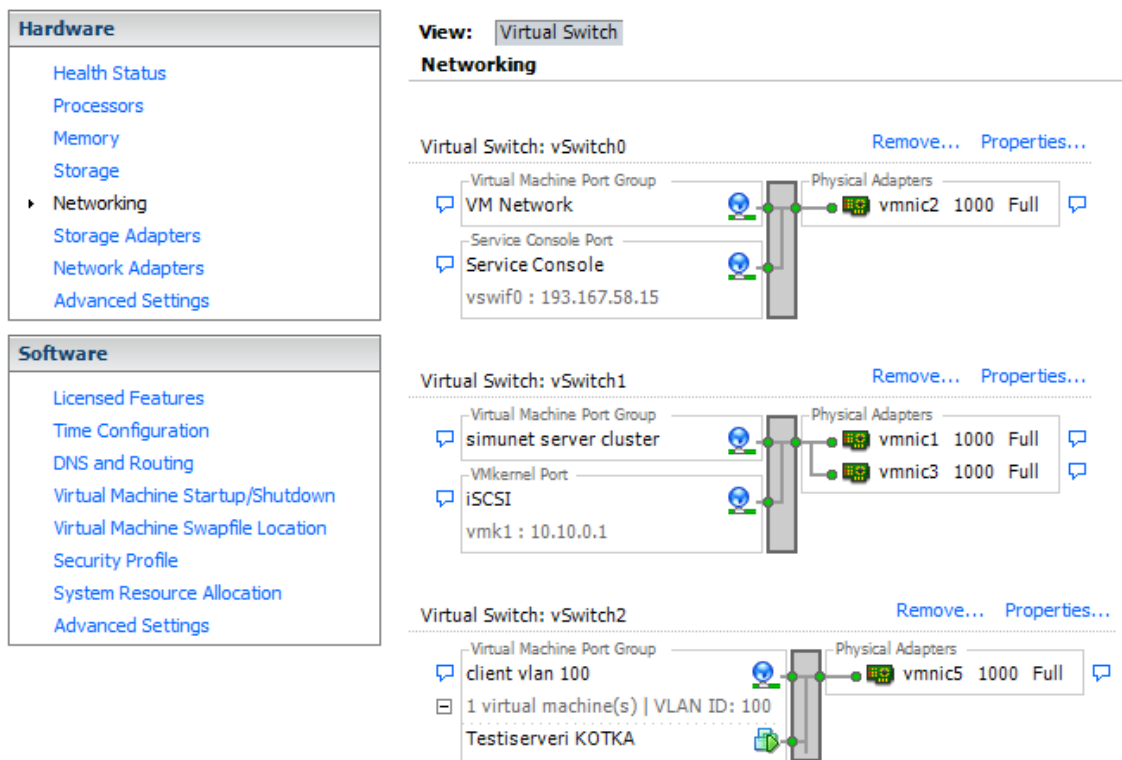 Hardware
Health Status
Processors
Memory
Storage
Networking
Storage Adapters
Network Adapters
Advanced Settings
Software
Licensed Features
Time Configuration
DNS and Routing
Virtual Machine Startup/Shutdown
Virtual Machine Swapfile Location
Security Profile
System Resource Allocation
Advanced Settings
View: Virtual Switch
Networking
Virtual Switch: vSwitch0 Remove... Properties...
Virtual Machine Port Group Physical Adapters
VM Network vmnic2 1000 Full
Service Console Port
Service Console
vswif0 : 193.167.58.15
Virtual Switch: vSwitch1 Remove... Properties...
Virtual Machine Port Group Physical Adapters
simunet server cluster vmnic1 1000 Full
vmnic3 1000 Full
VMkernel Port
iSCSI
vmk1 : 10.10.0.1
Virtual Switch: vSwitch2 Remove... Properties...
Virtual Machine Port Group Physical Adapters
client vlan 100 vmnic5 1000 Full
1 virtual machine(s) | VLAN ID: 100
Testiserveri KOTKA